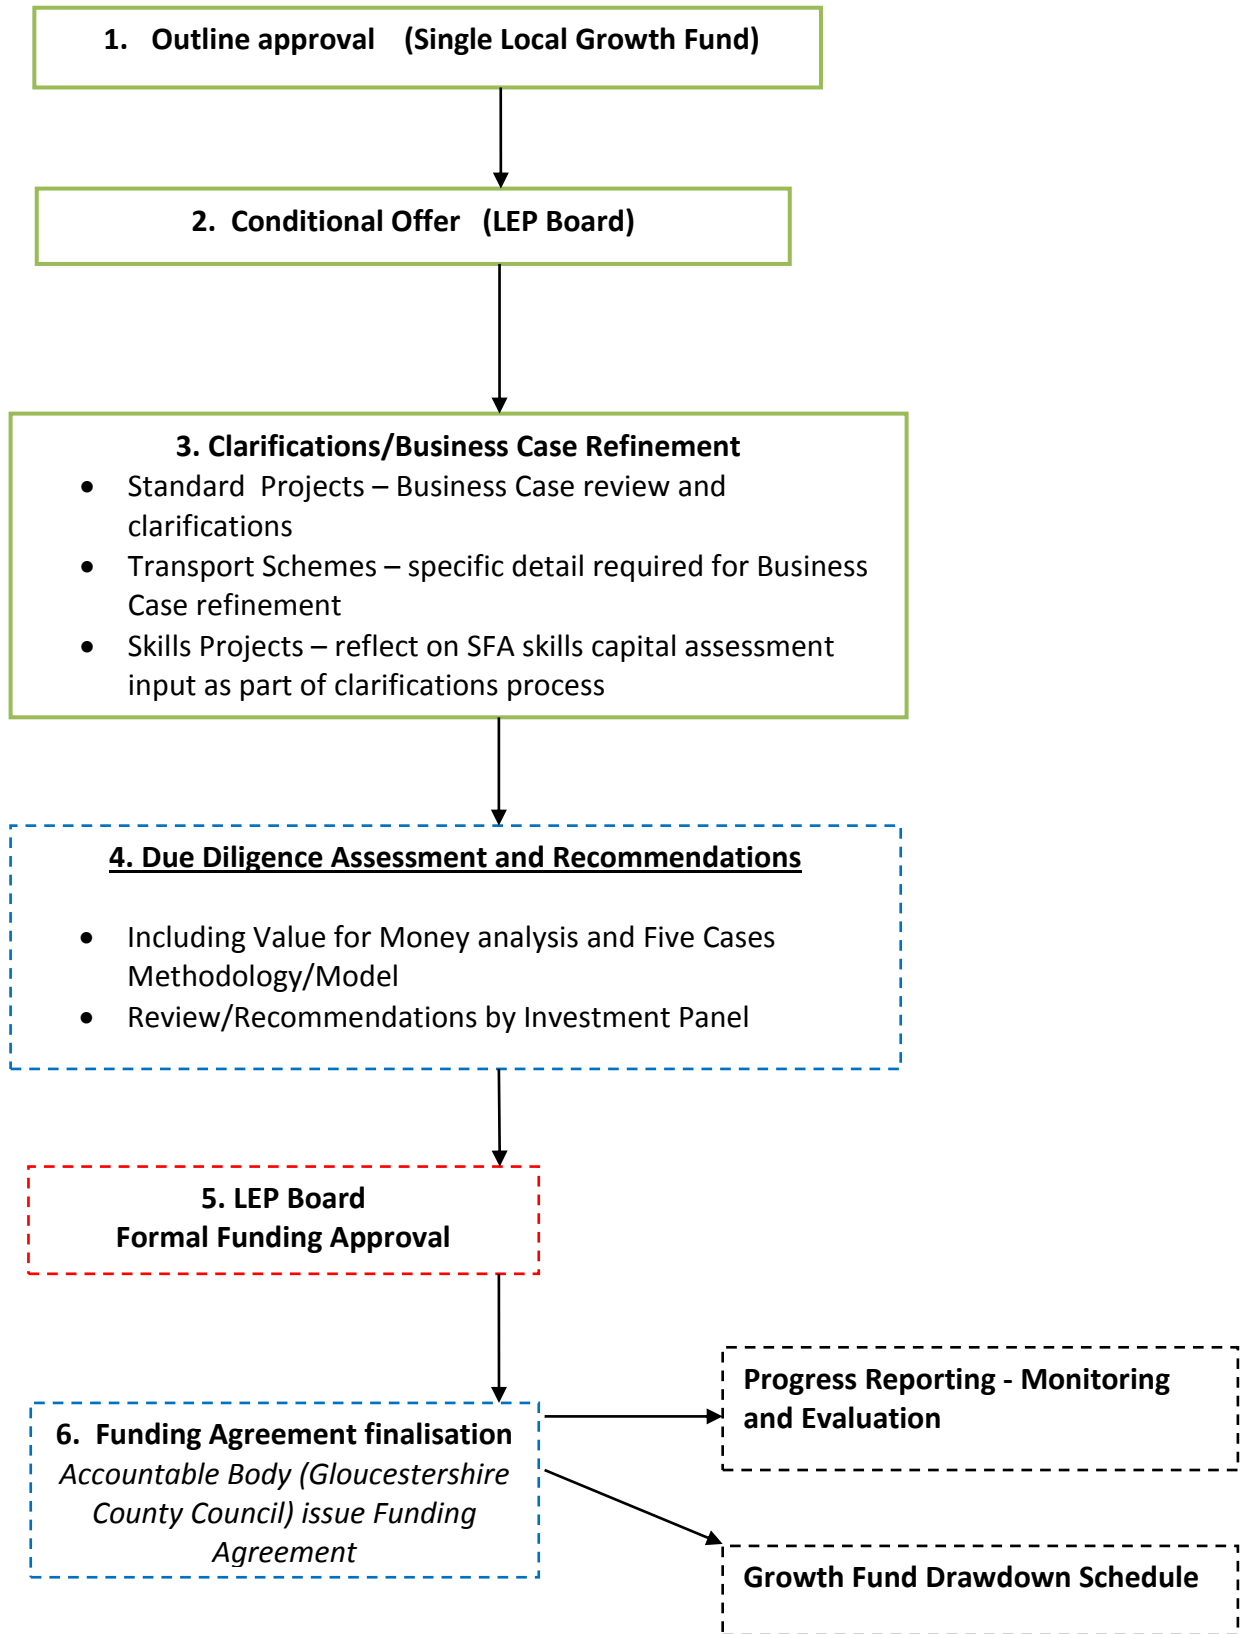 1. Outline approval (Single Local Growth Fund)
2. Conditional Offer (LEP Board)
3. Clarifications/Business Case Refinement
• Standard Projects – Business Case review and
clarifications
• Transport Schemes – specific detail required for Business
Case refinement
• Skills Projects – reflect on SFA skills capital assessment
input as part of clarifications process
4. Due Diligence Assessment and Recommendations
• Including Value for Money analysis and Five Cases
Methodology/Model
• Review/Recommendations by Investment Panel
5. LEP Board
Formal Funding Approval
6. Funding Agreement finalisation
Accountable Body (Gloucestershire
County Council) issue Funding
Agreement
Progress Reporting - Monitoring
and Evaluation
Growth Fund Drawdown Schedule